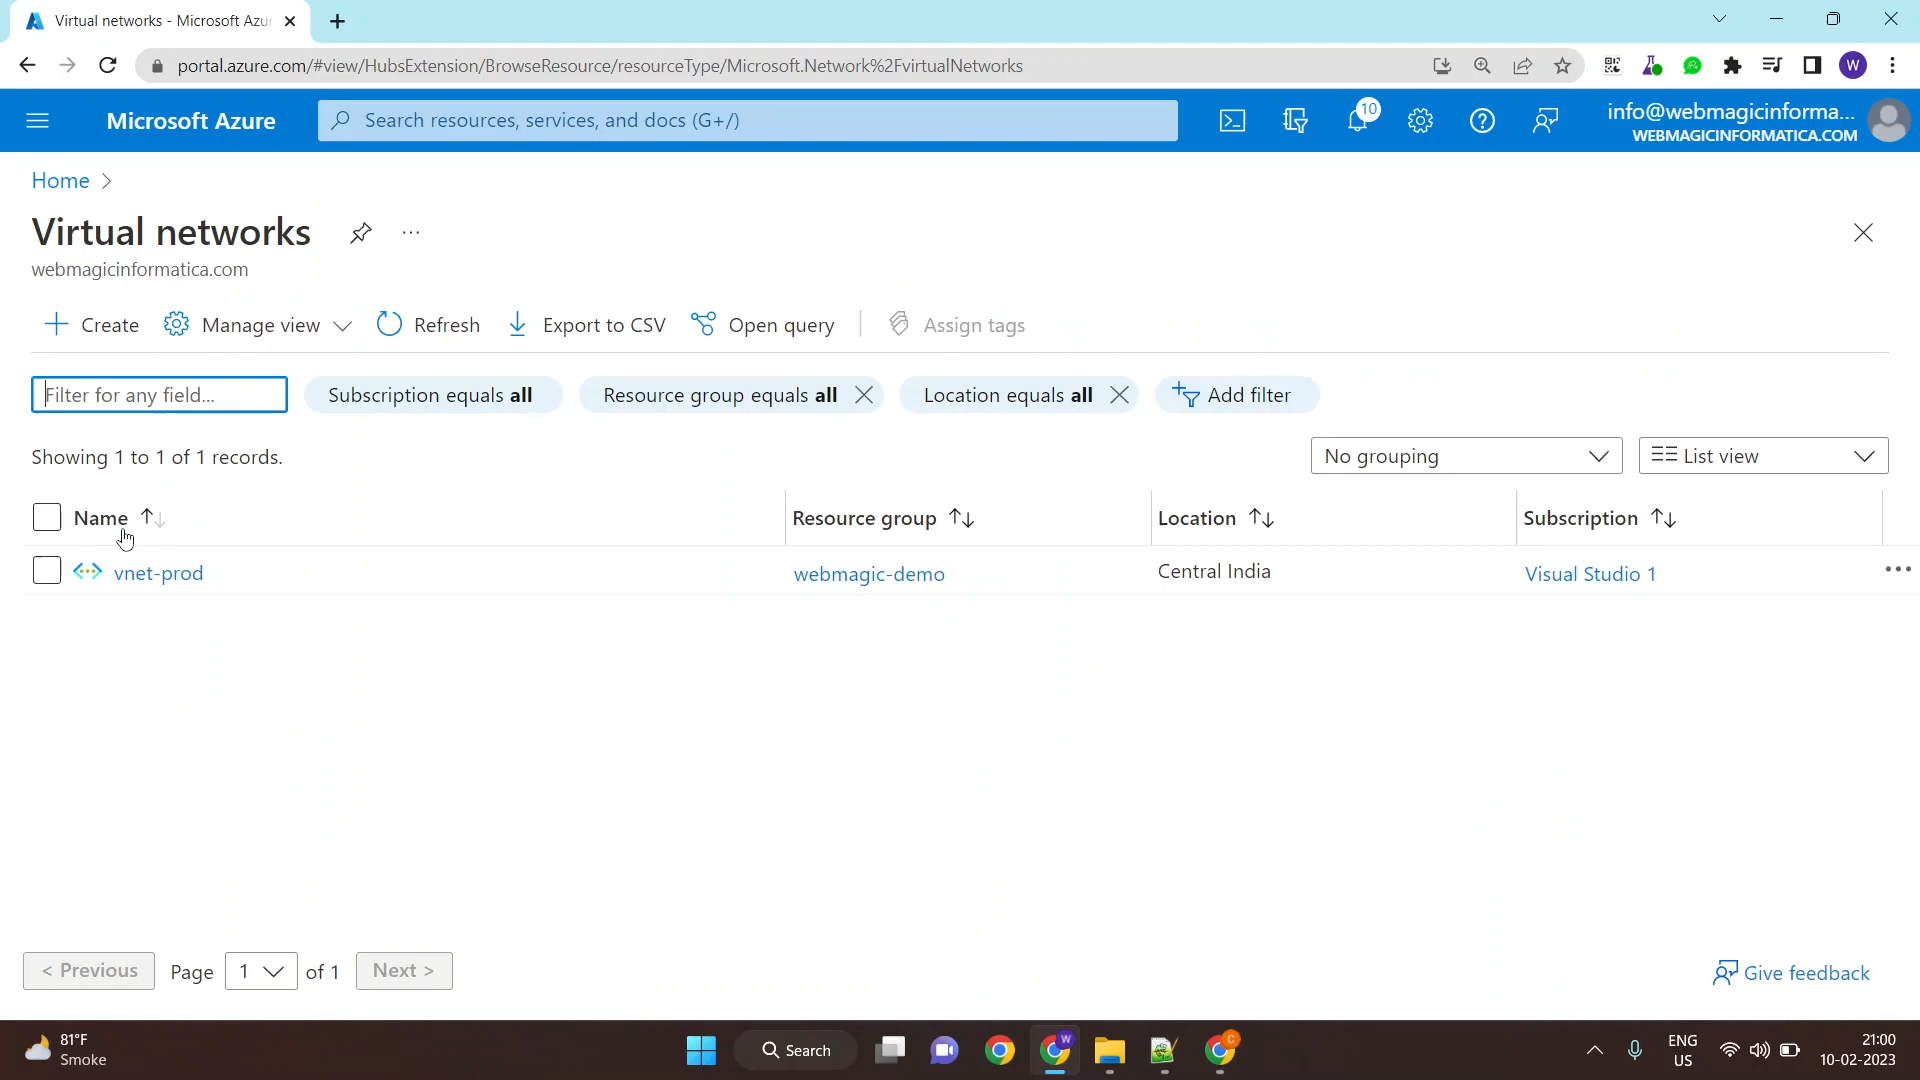 Virtual networks - Microsoft Azu
portal.azure.com/#view/HubsExtension/BrowseResource/resourceType/Microsoft.Network%2FvirtualNetworks
W
Microsoft Azure
Search resources, services, and docs (G+/)
10
info@webmagicinforma...
WEBMAGICINFORMATICA.COM
Home
Virtual networks
webmagicinformatica.com
Create
Manage view
Refresh
Export to CSV
Open query
Assign tags
Filter for any field...
Subscription equals all
Resource group equals all
Location equals all
Add filter
Showing 1 to 1 of 1 records.
No grouping
List view
Name
Resource group
Location
Subscription
vnet-prod
webmagic-demo
Central India
Visual Studio 1
< Previous
Page
1
of 1
Next >
Give feedback
81°F
Smoke
Search
W
C
ENG
US
21:00
10-02-2023